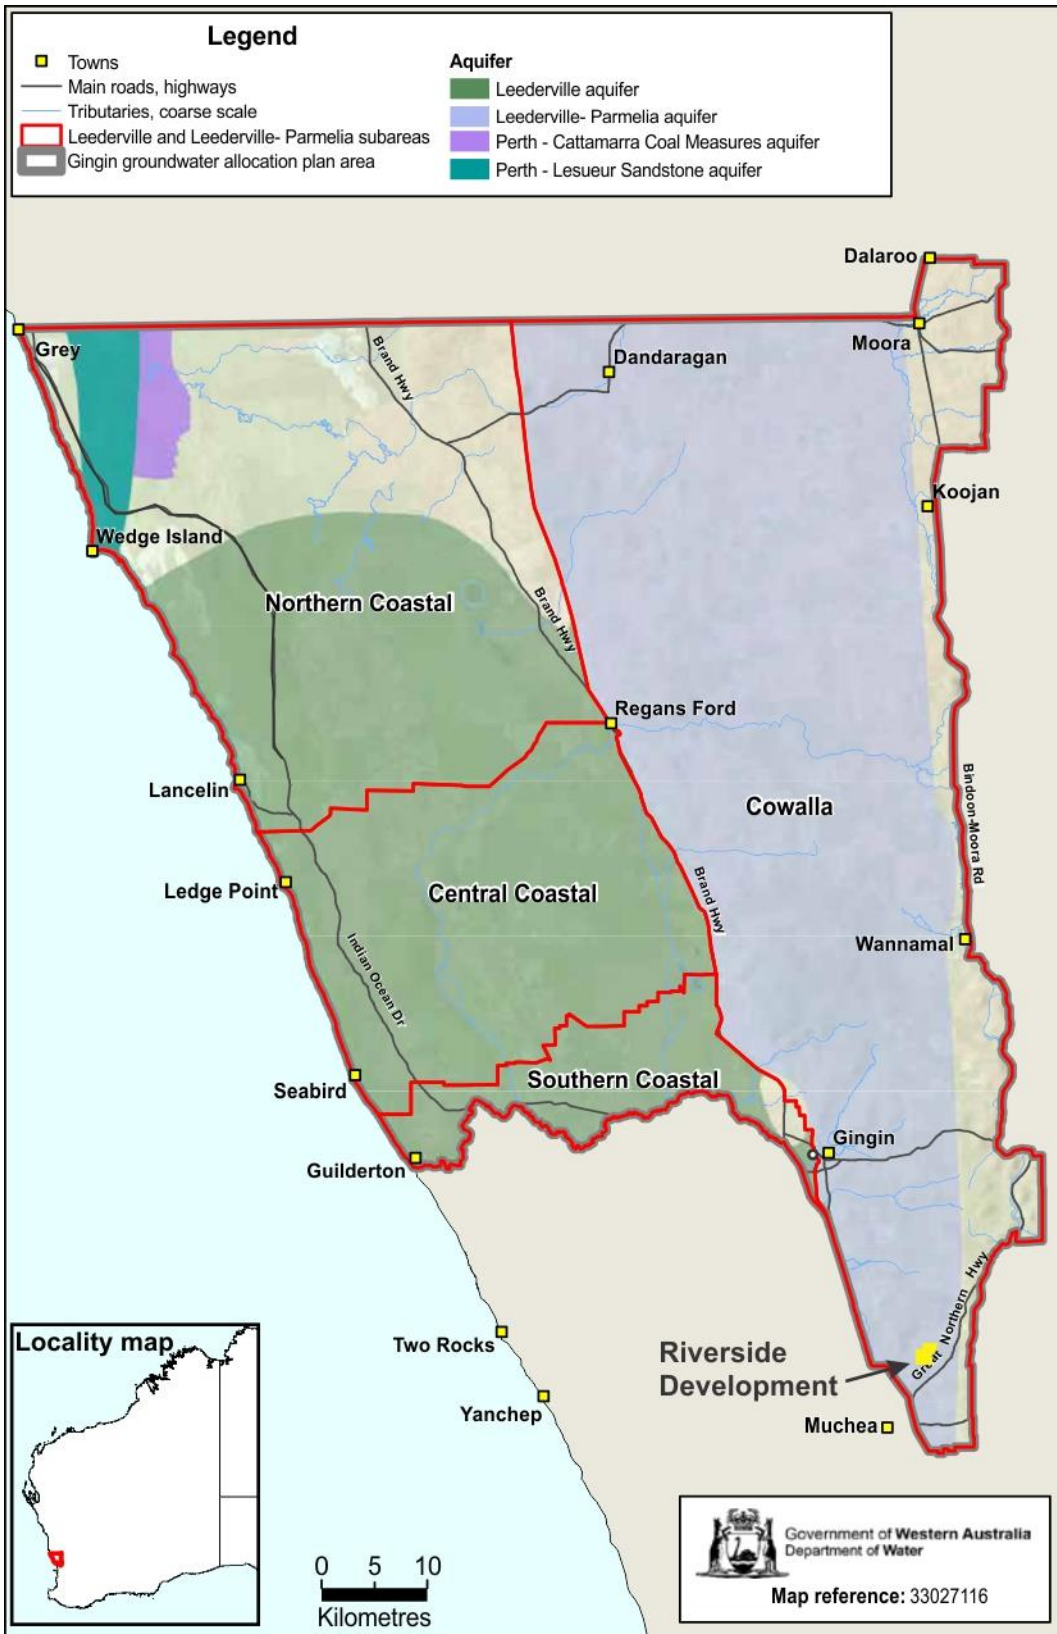 Legend
Towns
Main roads, highways
Tributaries, coarse scale
Leederville and Leederville- Parmelia subareas
Gingin groundwater allocation plan area
Aquifer
Leederville aquifer
Leederville- Parmelia aquifer
Perth - Cattamarra Coal Measures aquifer
Perth - Lesueur Sandstone aquifer
Dalaroo
Moora
Grey
Brand Hwy
Dandaragan
Koojan
Wedge Island
Northern Coastal
Brand Hwy
Regans Ford
Lancelin
Cowalla
Bindoon-Moora Rd
Ledge Point
Central Coastal
Brand Hwy
Wannamal
Indian Ocean Dr
Seabird
Southern Coastal
Gingin
Guilderton
Great Northern Hwy
Locality map
Two Rocks
Riverside
Development
Yanchep
Muchea
0 5 10
Kilometres
Government of Western Australia
Department of Water
Map reference: 33027116